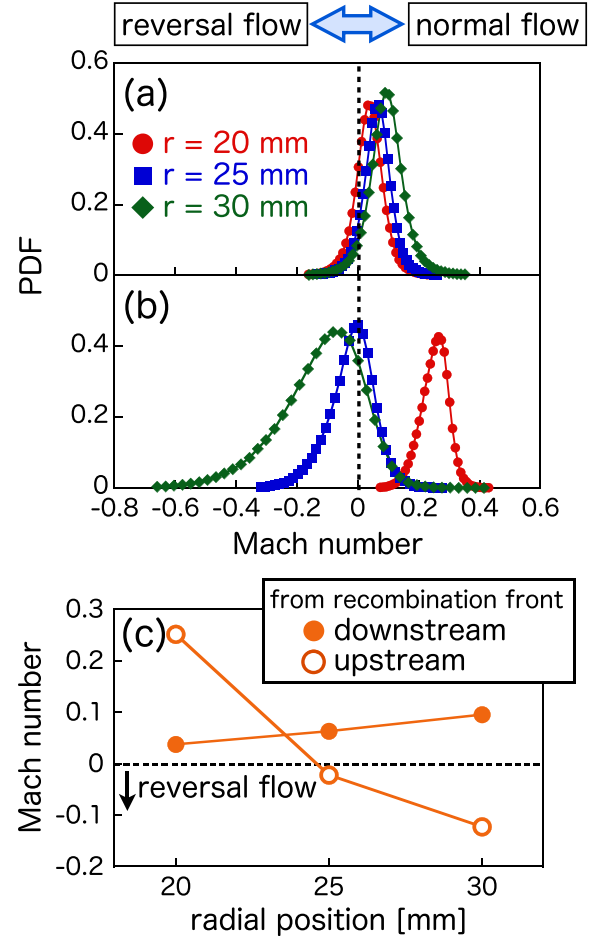 reversal flow
normal flow
(a)
r = 20 mm
r = 25 mm
r = 30 mm
0.6
0.4
0.2
0
PDF
(b)
0.4
0.2
0
-0.8 -0.6 -0.4 -0.2 0 0.2 0.4 0.6
Mach number
from recombination front
downstream
upstream
(c)
0.3
0.2
0.1
0
-0.1
-0.2
Mach number
reversal flow
20 25 30
radial position [mm]